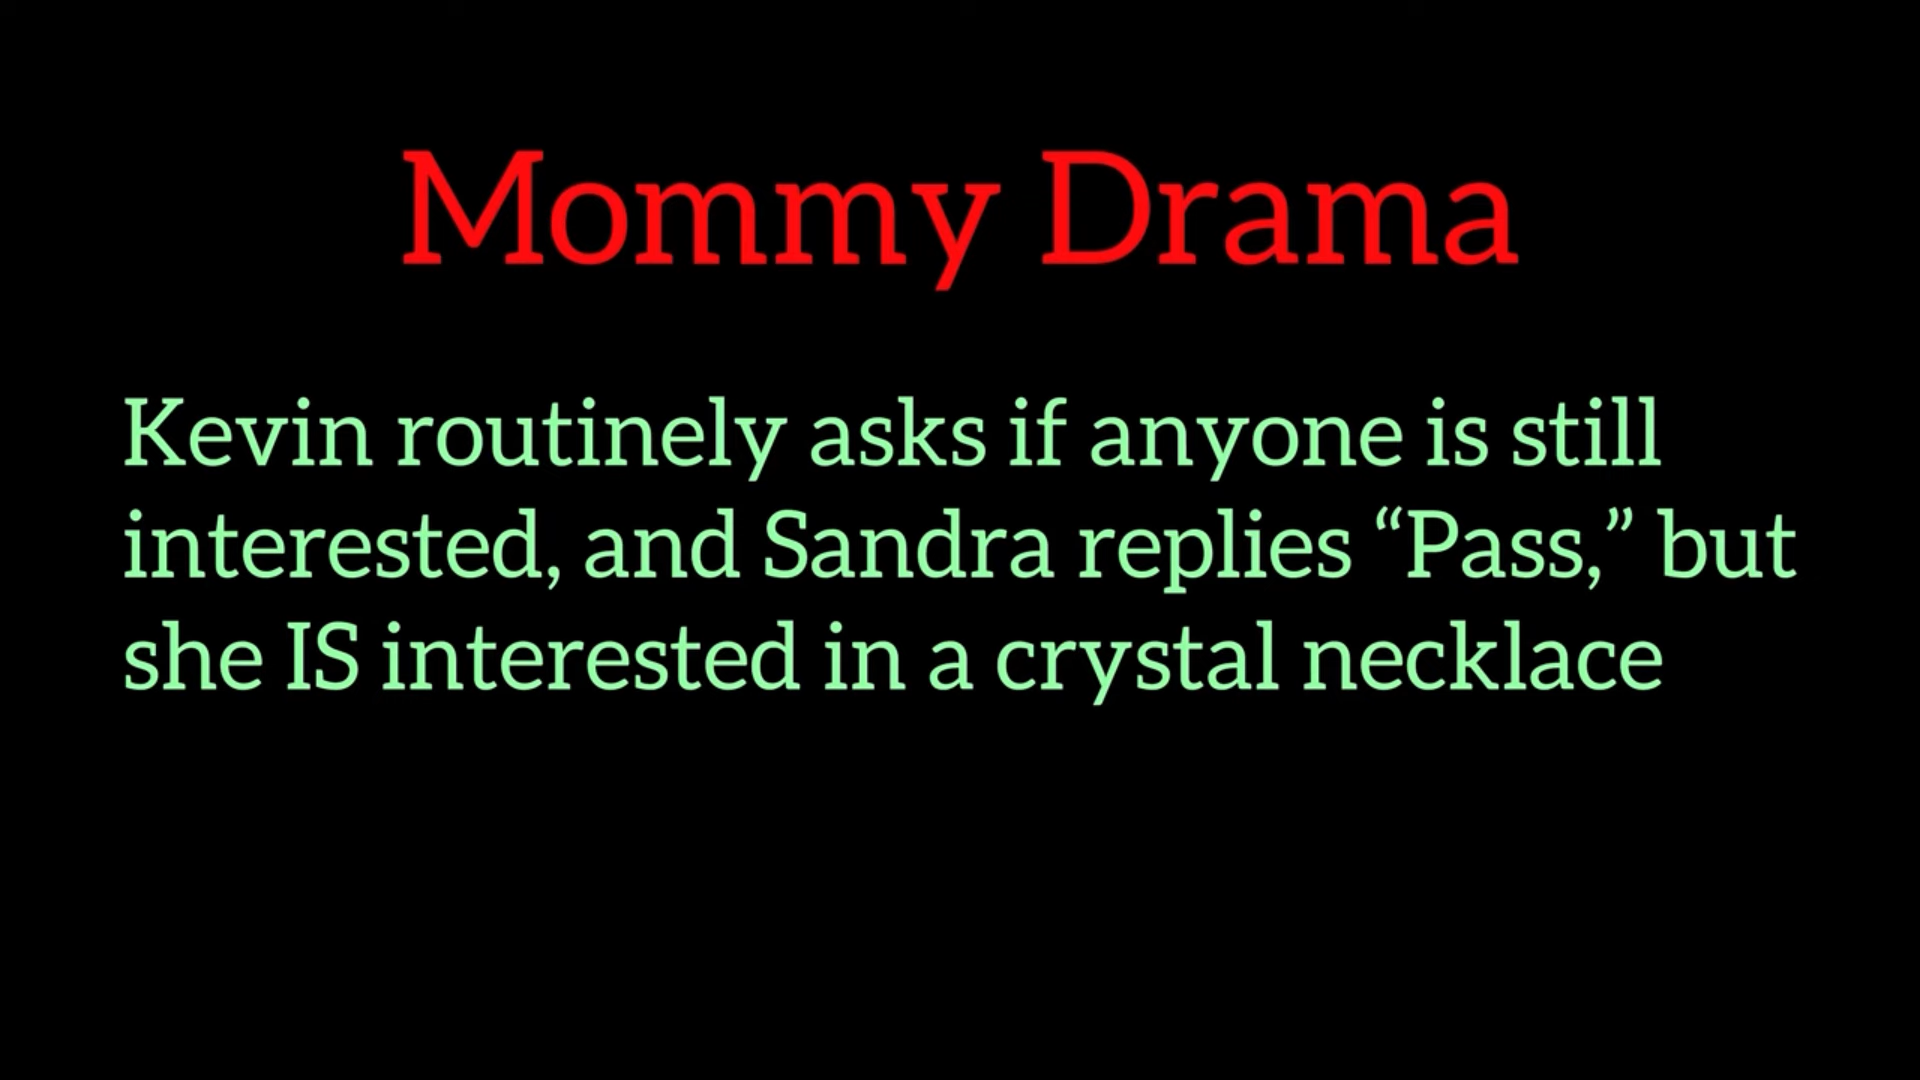 Mommy Drama
Kevin routinely asks if anyone is still
interested, and Sandra replies “Pass,” but
she IS interested in a crystal necklace